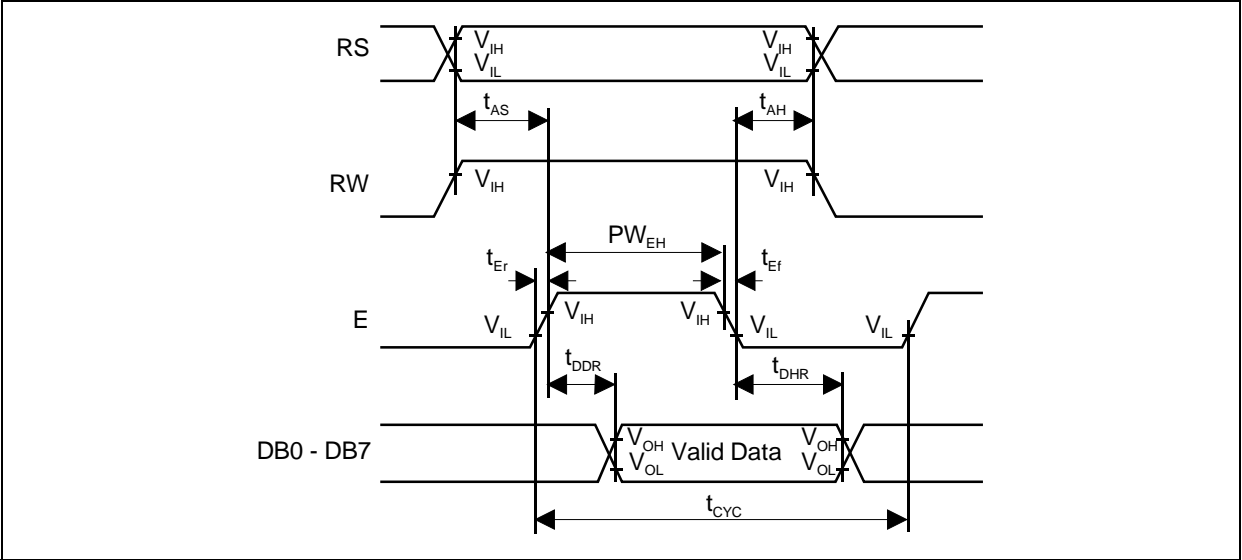 RS
V_IH
V_IL
V_IH
V_IL
t_AS
t_AH
RW
V_IH
V_IH
PW_EH
t_Er
t_Ef
E
V_IL
V_IH
V_IH
V_IL
V_IL
t_DDR
t_DHR
DB0 - DB7
V_OH
V_OL
Valid Data
V_OH
V_OL
t_CYC